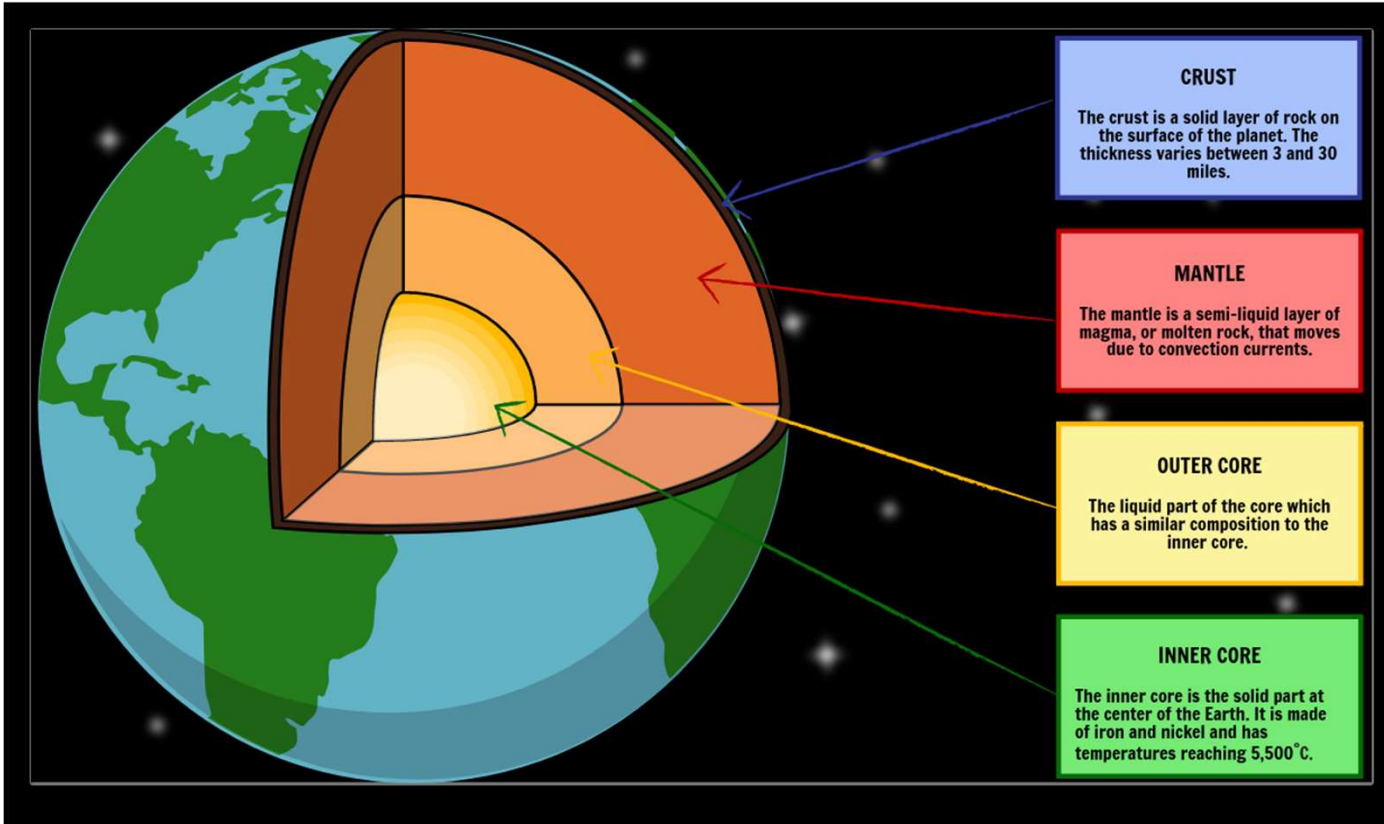 CRUST
The crust is a solid layer of rock on
the surface of the planet. The
thickness varies between 3 and 30
miles.
MANTLE
The mantle is a semi-liquid layer of
magma, or molten rock, that moves
due to convection currents.
OUTER CORE
The liquid part of the core which
has a similar composition to the
inner core.
INNER CORE
The inner core is the solid part at
the center of the Earth. It is made
of iron and nickel and has
temperatures reaching 5,500°C.